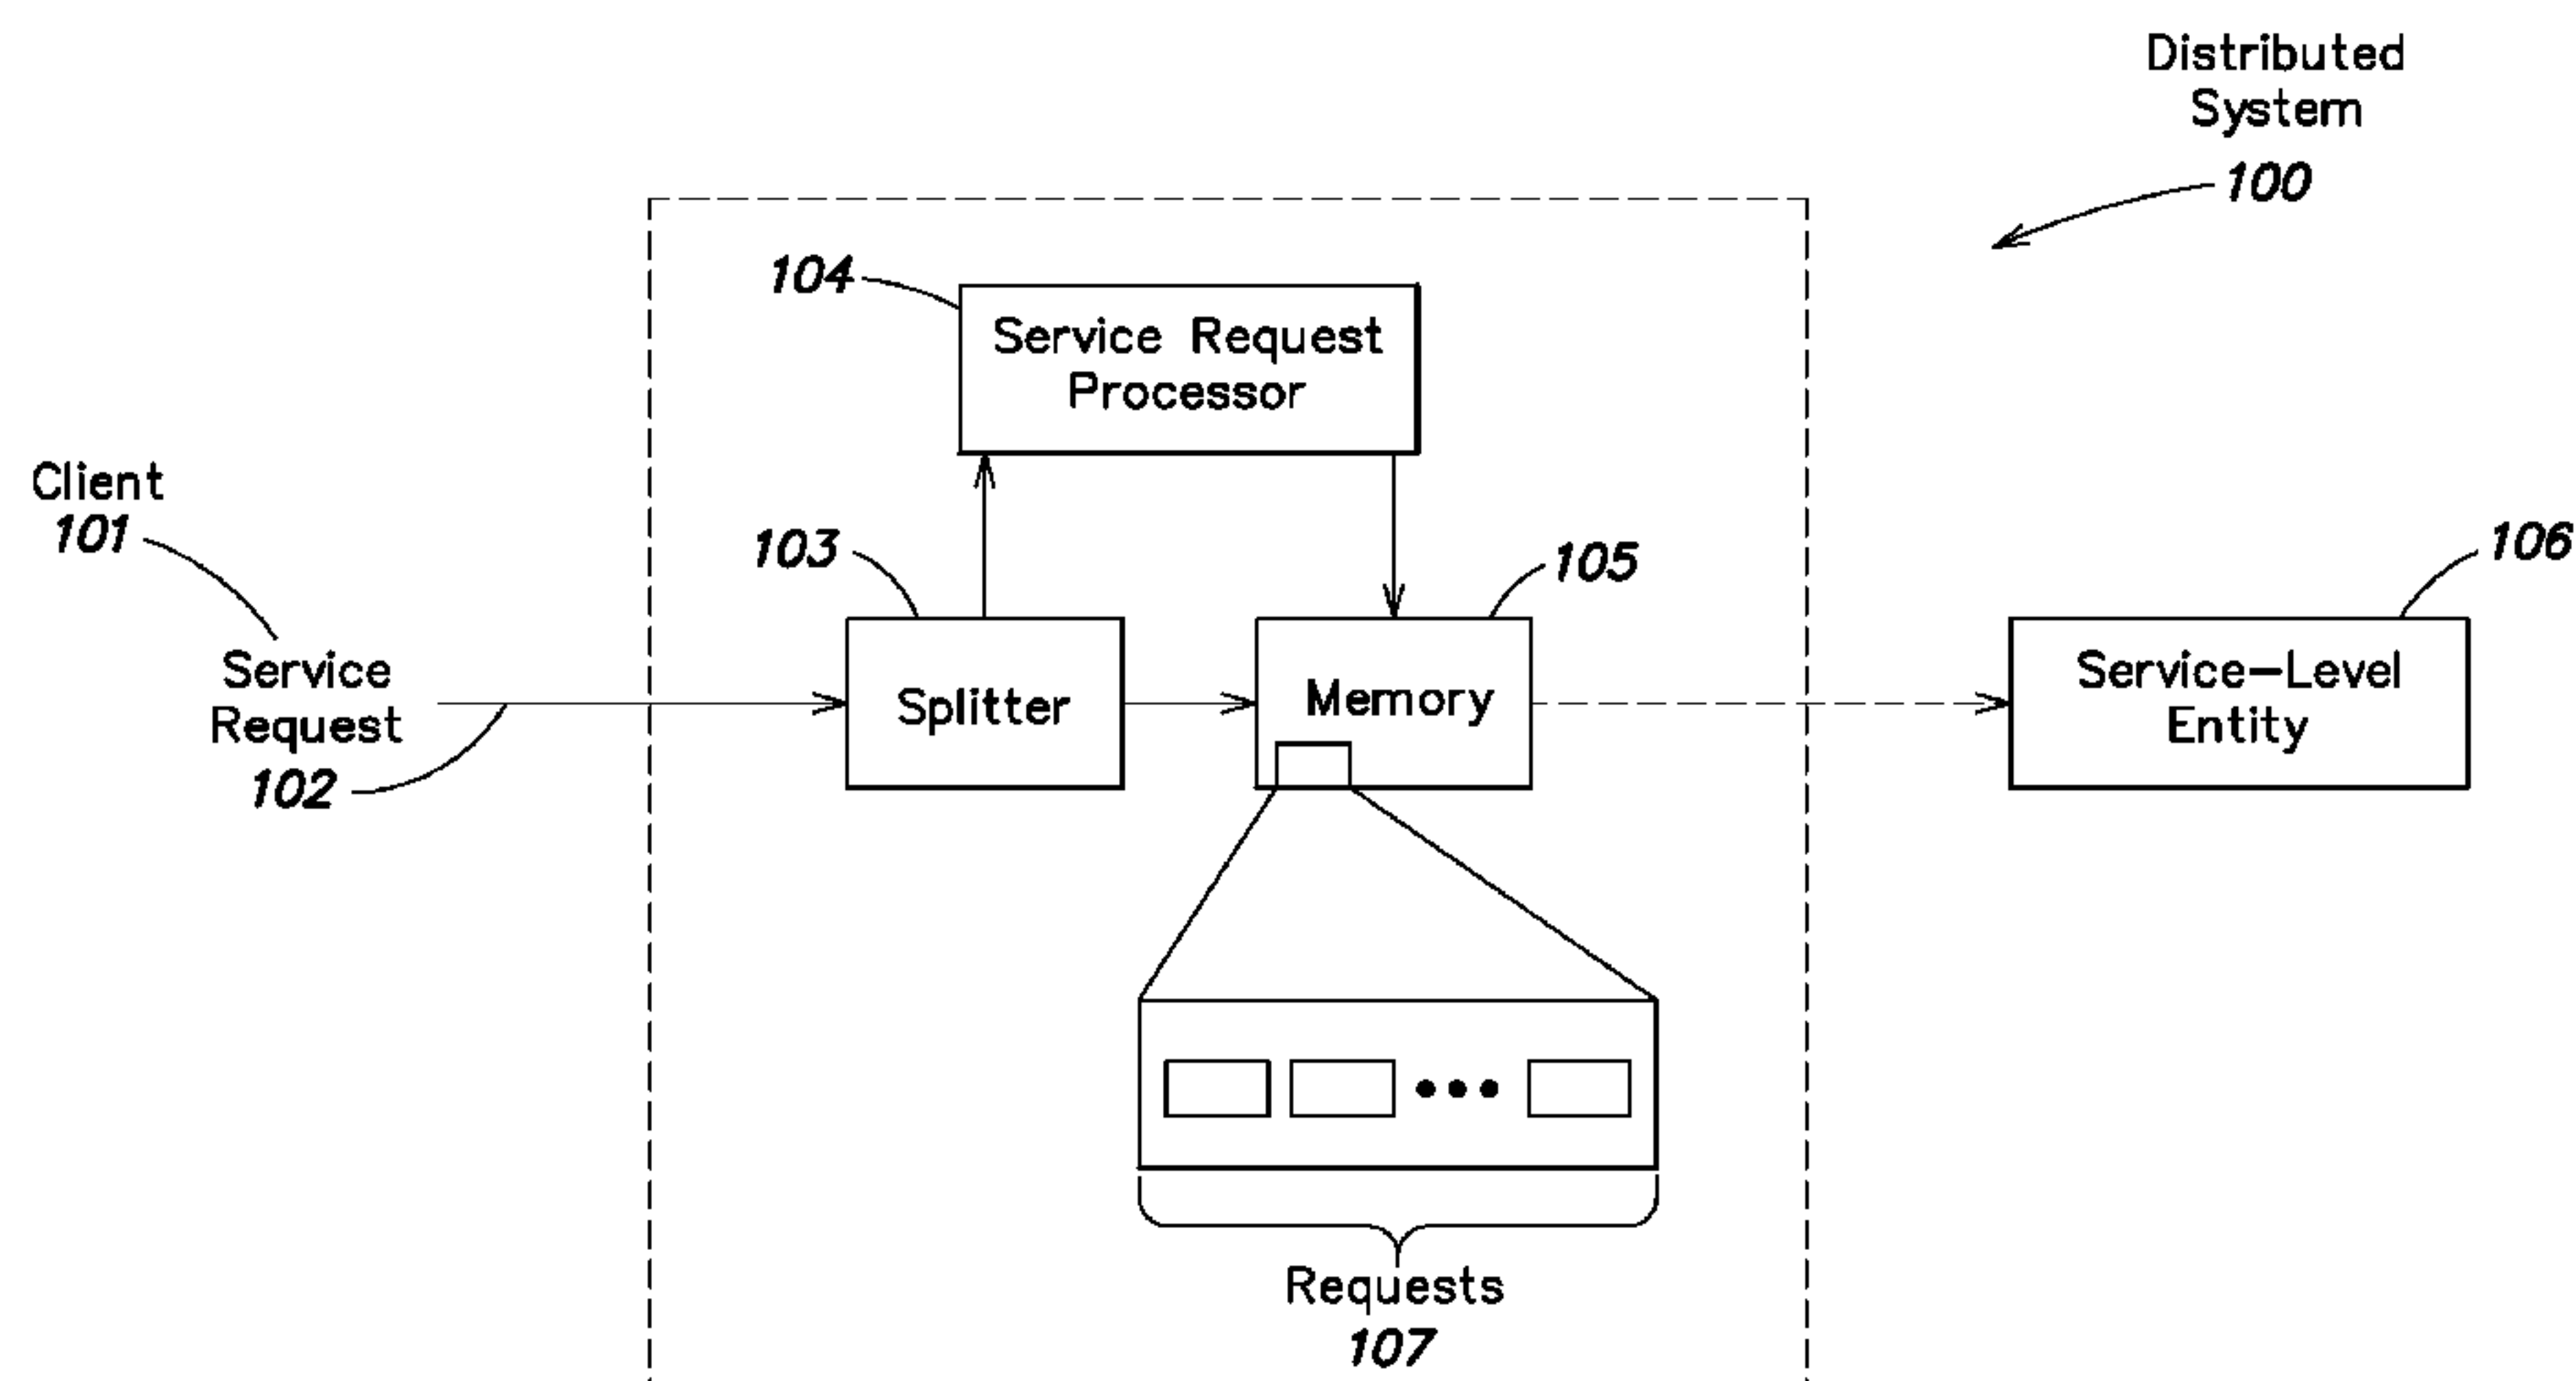 Distributed
System
100
104
Service Request
Processor
Client
101
103
105
106
Service
Request
102
Splitter
Memory
Service-Level
Entity
Requests
107